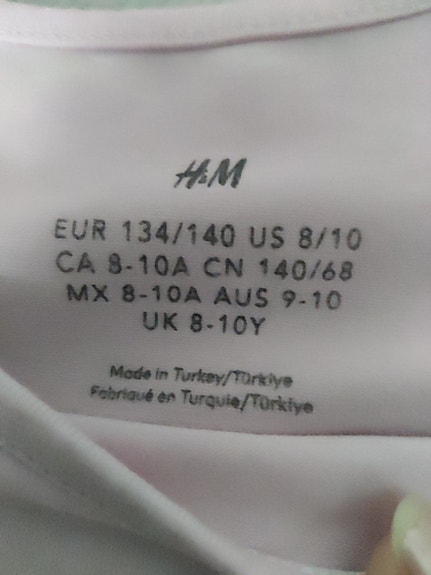 H&M
EUR 134/140 US 8/10
CA 8-10A CN 140/68
MX 8-10A AUS 9-10
UK 8-10Y
Made in Turkey/Türkiye
Fabriqué en Turquie/Türkiye